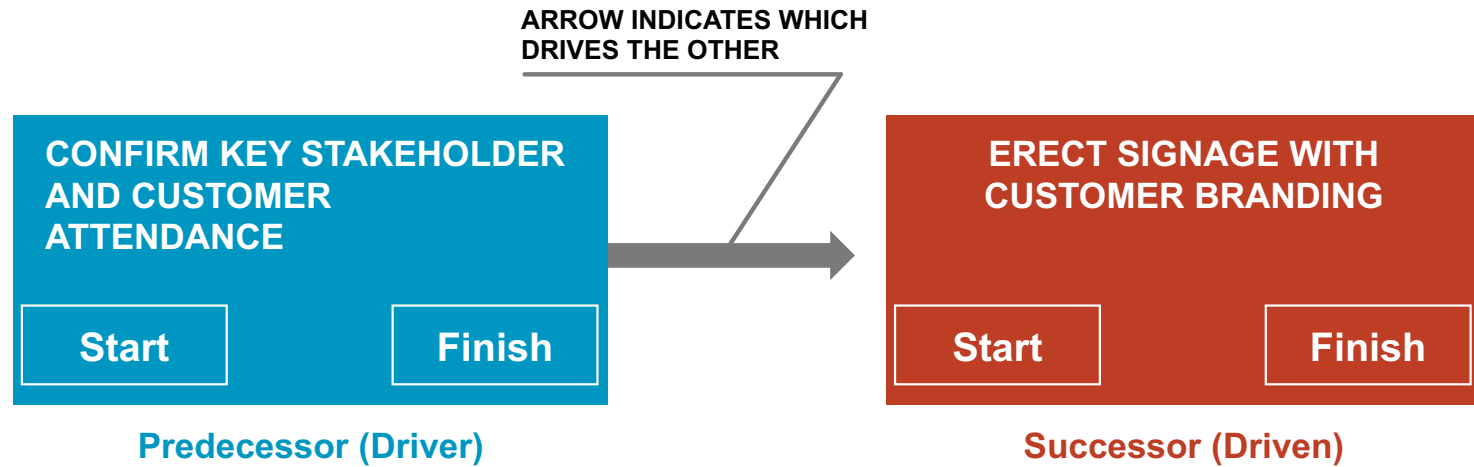 ARROW INDICATES WHICH
DRIVES THE OTHER
CONFIRM KEY STAKEHOLDER
AND CUSTOMER
ATTENDANCE
Start
Finish
Predecessor (Driver)
ERECT SIGNAGE WITH
CUSTOMER BRANDING
Start
Finish
Successor (Driven)